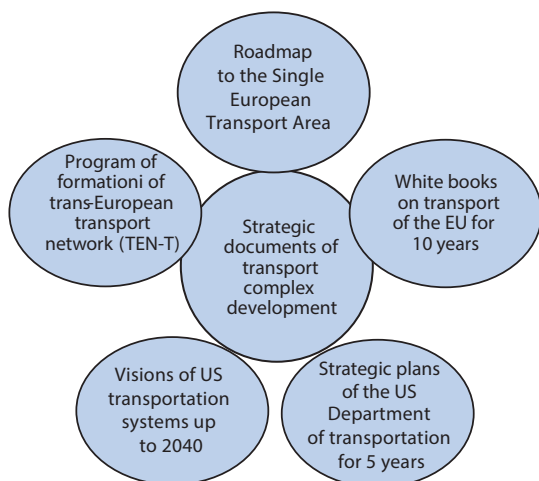 Roadmap
to the Single
European
Transport Area
Program of
formationi of
trans-European
transport
network (TEN-T)
White books
on transport
of the EU for
10 years
Strategic
documents of
transport
complex
development
Visions of US
transportation
systems up
to 2040
Strategic plans
of the US
Department
of transportation
for 5 years